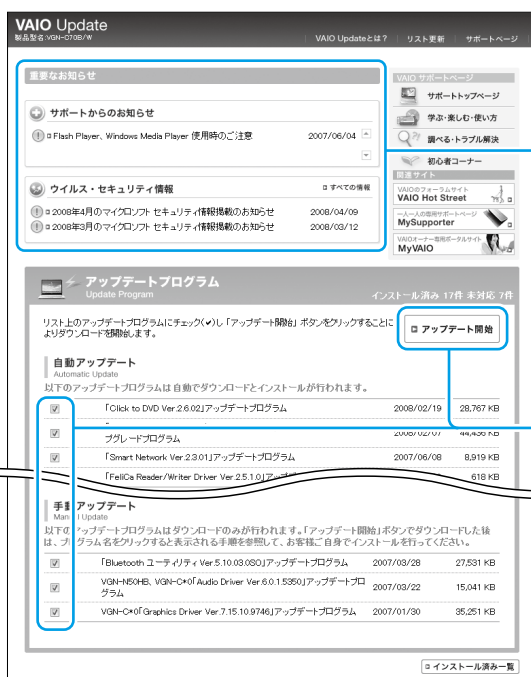 VAIO Update
製品型名:VGN-C70B/W
VAIO Updateとは？ リスト更新 サポートページ
重要なお知らせ
サポートからのお知らせ
Flash Player、Windows Media Player 使用時のご注意 2007/06/04
ウイルス・セキュリティ情報 すべての情報
2008年4月のマイクロソフト セキュリティ情報掲載のお知らせ 2008/04/09
2008年3月のマイクロソフト セキュリティ情報掲載のお知らせ 2008/03/12
VAIO サポートページ
サポートトップページ
学ぶ・楽しむ・使い方
調べる・トラブル解決
初心者コーナー
関連サイト
VAIOのフォーラムサイト
VAIO Hot Street
一人一人の専用サポートページ
MySupporter
VAIOオーナー専用ポータルサイト
MyVAIO
アップデートプログラム
Update Program
インストール済み 17件 未対応 7件
リスト上のアップデートプログラムにチェック(✔)し「アップデート開始」ボタンをクリックすることに
よりダウンロードを開始します。
アップデート開始
自動アップデート
Automatic Update
以下のアップデートプログラムは自動でダウンロードとインストールが行われます。
「Click to DVD Ver.2.6.02」アップデートプログラム 2008/02/19 28,767 KB
プグレードプログラム 2008/02/07 44,436 KB
「Smart Network Ver.2.3.01」アップデートプログラム 2007/06/08 8,919 KB
「FeliCa Reader/Writer Driver Ver.2.5.1.0」アップデ 618 KB
手動アップデート
Manual Update
以下のアップデートプログラムはダウンロードのみが行われます。「アップデート開始」ボタンでダウンロードした後
は、プログラム名をクリックすると表示される手順を参照して、お客様ご自身でインストールを行ってください。
「Bluetooth ユーティリティ Ver.5.10.03.0SO」アップデートプログラム 2007/03/28 27,531 KB
VGN-N50HB、VGN-C*0「Audio Driver Ver.6.0.1.5350」アップデートプロ
グラム 2007/03/22 15,041 KB
VGN-C*0「Graphics Driver Ver.7.15.10.9746」アップデートプログラム 2007/01/30 35,251 KB
インストール済み一覧